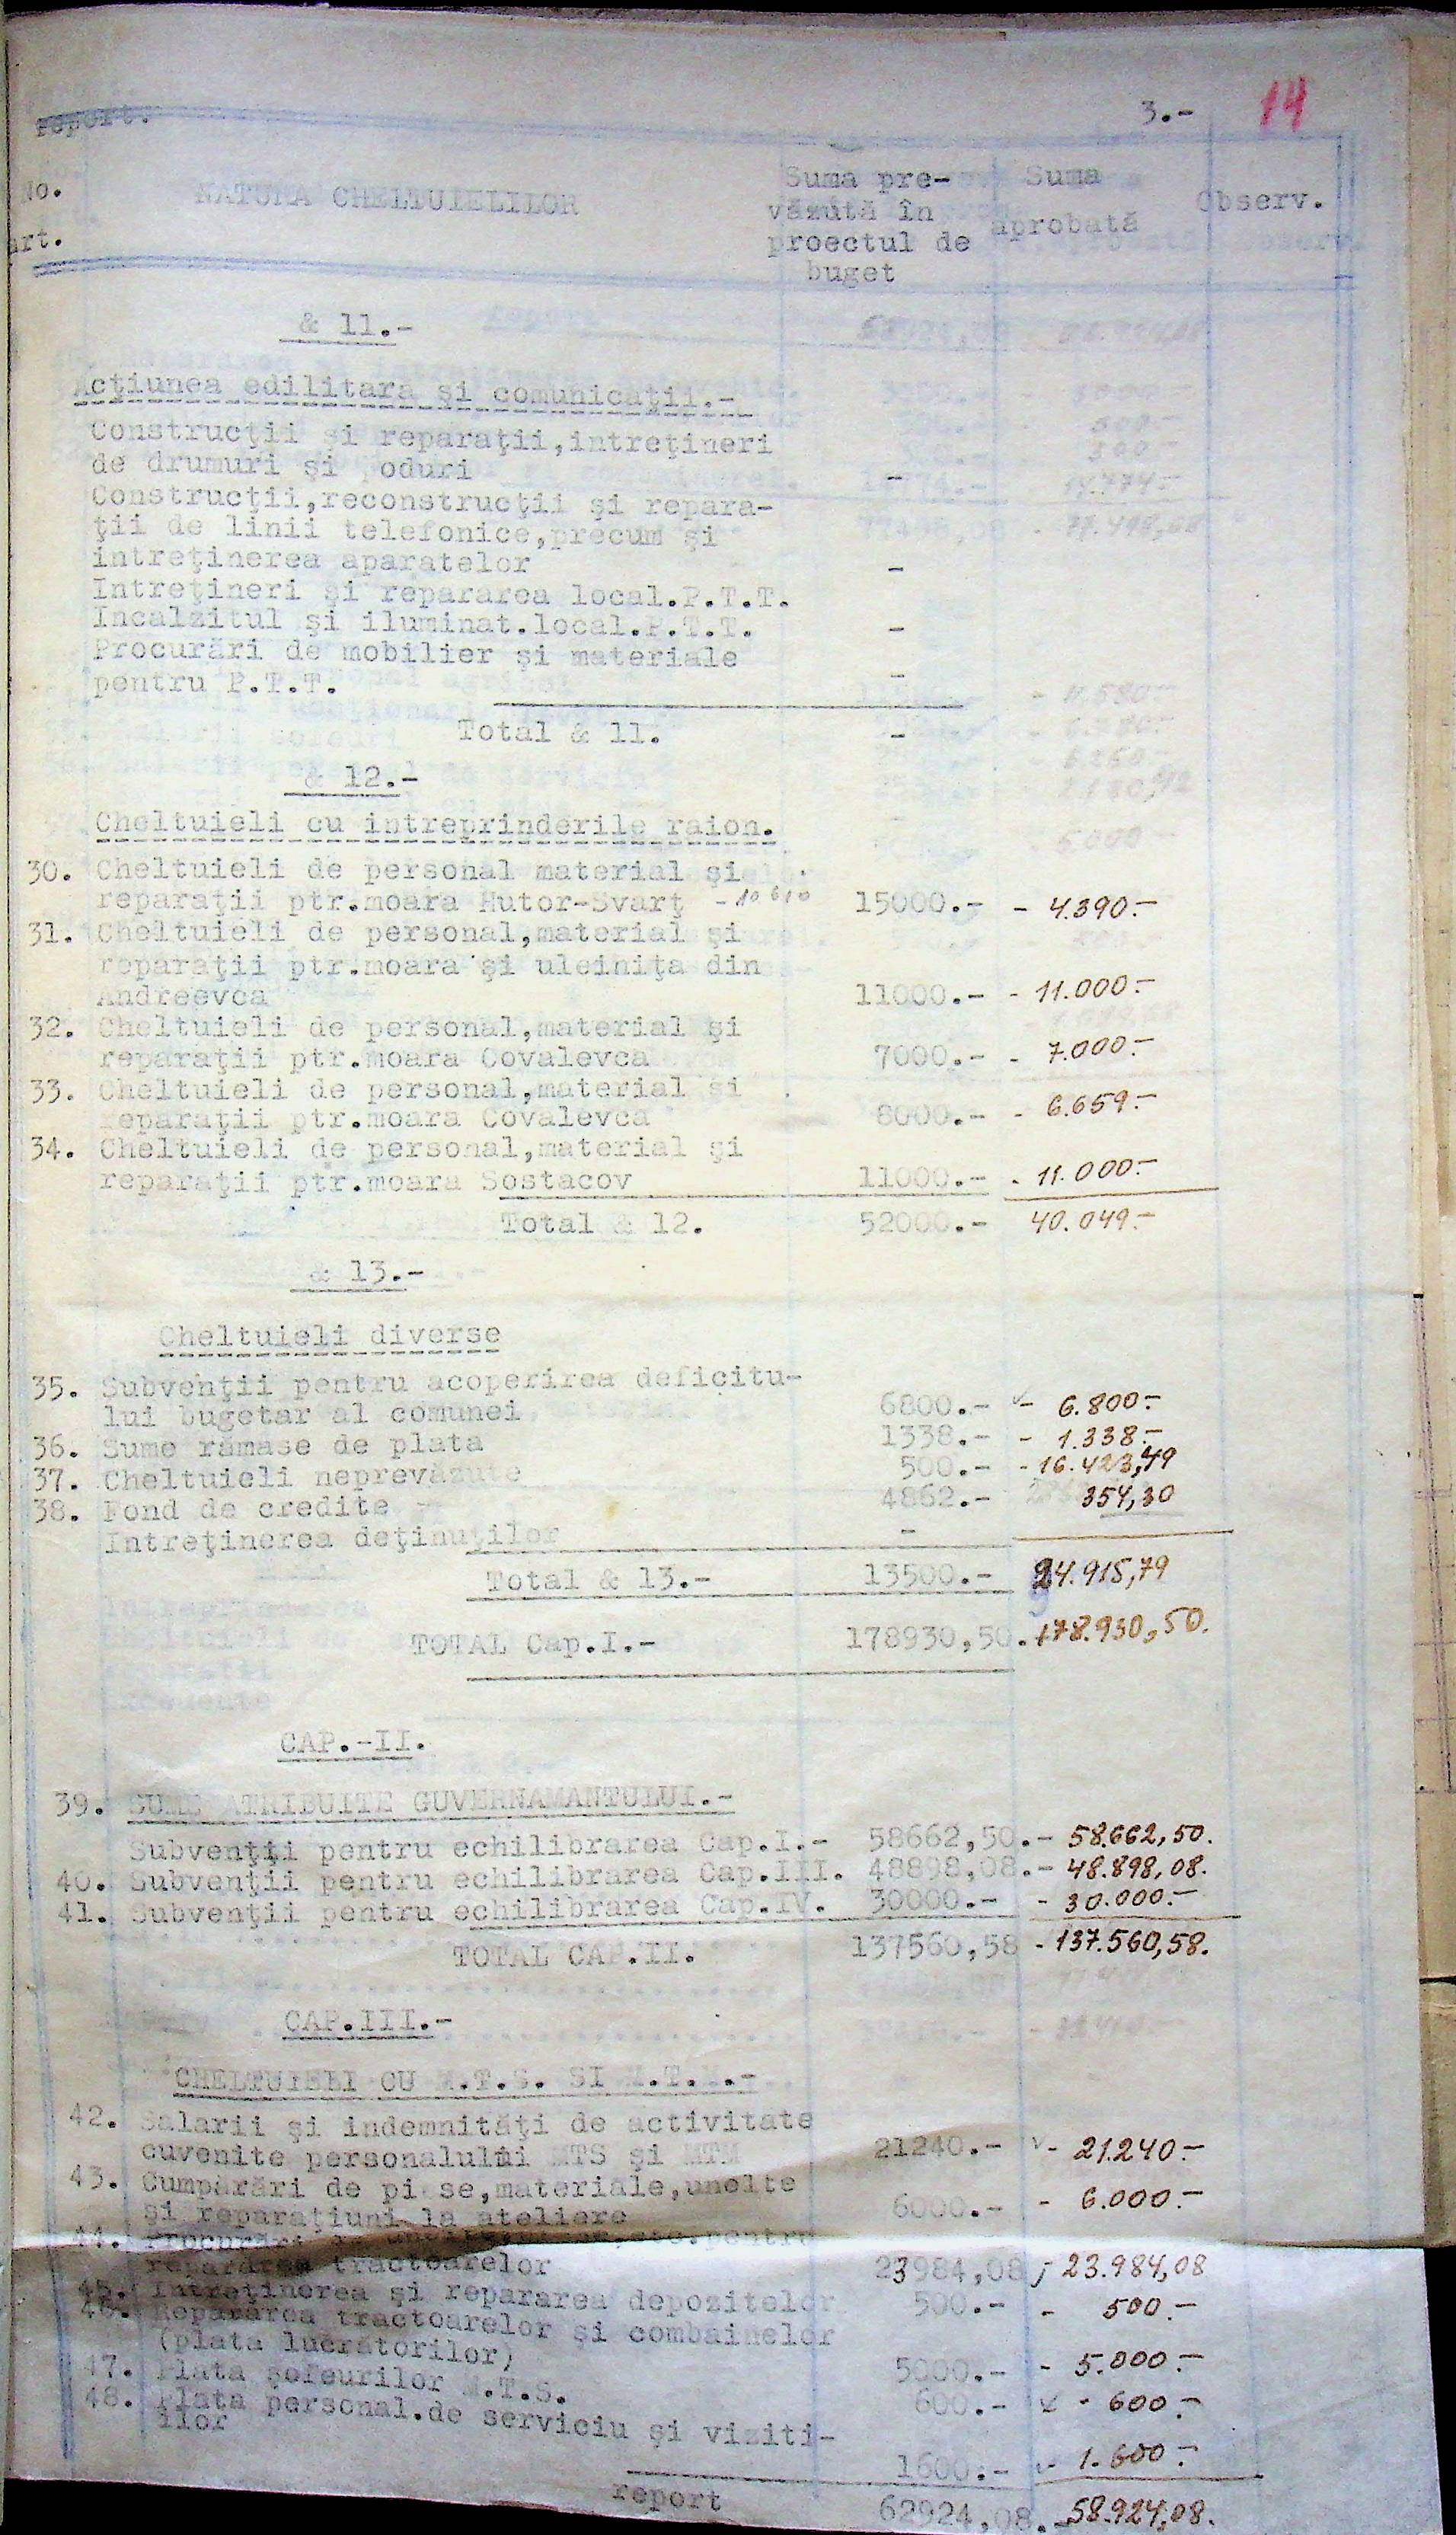 report.
3.- 14
No. NATURA CHELTUIELILOR Suma pre- Suma Observ.
art. văzută în aprobată
proectul de
buget
& 11.-
Acţiunea edilitara şi comunicaţii.-
Construcţii şi reparaţii,intreţineri
de drumuri şi oduri -
Construcţii,reconstrucţii şi repara-
ţii de linii telefonice,precum şi
intreţinerea aparatelor -
Intreţineri şi repararea local.P.T.T.
Incalzitul şi iluminat.local.P.T.T. -
Procurări de mobilier şi materiale
pentru P.T.T. -
Total & 11. -
& 12.-
Cheltuieli cu intreprinderile raion.
30. Cheltuieli de personal material şi
reparaţii ptr.moara Hutor-Svarţ -10610 15000.- - 4.390.-
31. Cheltuieli de personal,material şi
reparaţii ptr.moara şi uleiniţa din
Andreevca 11000.- - 11.000.-
32. Cheltuieli de personal,material şi
reparaţii ptr.moara Covalevca 7000.- - 7.000.-
33. Cheltuieli de personal,material şi
reparaţii ptr.moara Covalevca 8000.- - 6.659.-
34. Cheltuieli de personal,material şi
reparaţii ptr.moara Sostacov 11000.- - 11.000.-
Total & 12. 52000.- 40.049.-
& 13.-
Cheltuieli diverse
35. Subvenţii pentru acoperirea deficitu-
lui bugetar al comunei 6800.- - 6.800.-
36. Sume rămase de plata 1338.- - 1.338.-
37. Cheltuieli neprevazute 500.- - 16.423,49
38. Fond de credite 4862.- 354,30
Intreţinerea deţinuţilor -
Total & 13.- 13500.- 24.915,79
TOTAL Cap.I.- 178930,50. 178.930,50.
CAP.-II.
39. SUME ATRIBUITE GUVERNAMANTULUI.-
Subvenţţi pentru echilibrarea Cap.I.- 58662,50.- 58.662,50.
40. Subvenţii pentru echilibrarea Cap.III. 48898,08.- 48.898,08.
41. Subvenţii pentru echilibrarea Cap.IV. 30000.- - 30.000.-
TOTAL CAP.II. 137560,58 - 137.560,58.
CAP.III.-
CHELTUIELI CU M.T.S. SI M.T.M.-
42. Salarii şi indemnităţi de activitate
cuvenite personalului MTS şi MTM 21240.- - 21.240.-
43. Cumpărări de pi se,materiale,unelte
şi reparaţiuni la ateliere 6000.- - 6.000.-
44. Procurări pentru
repararea tractoarelor 23984,08 - 23.984,08
45. Intreţinerea şi repararea depozitelor 500.- - 500.-
46. Repararea tractoarelor şi combainelor
(plata lucrătorilor) 5000.- - 5.000.-
47. Plata şofeurilor M.T.S. 600.- - 600.-
48. Plata personal.de serviciu şi viziti-
ilor 1600.- - 1.600.-
report 62924,08.- 58.924,08.